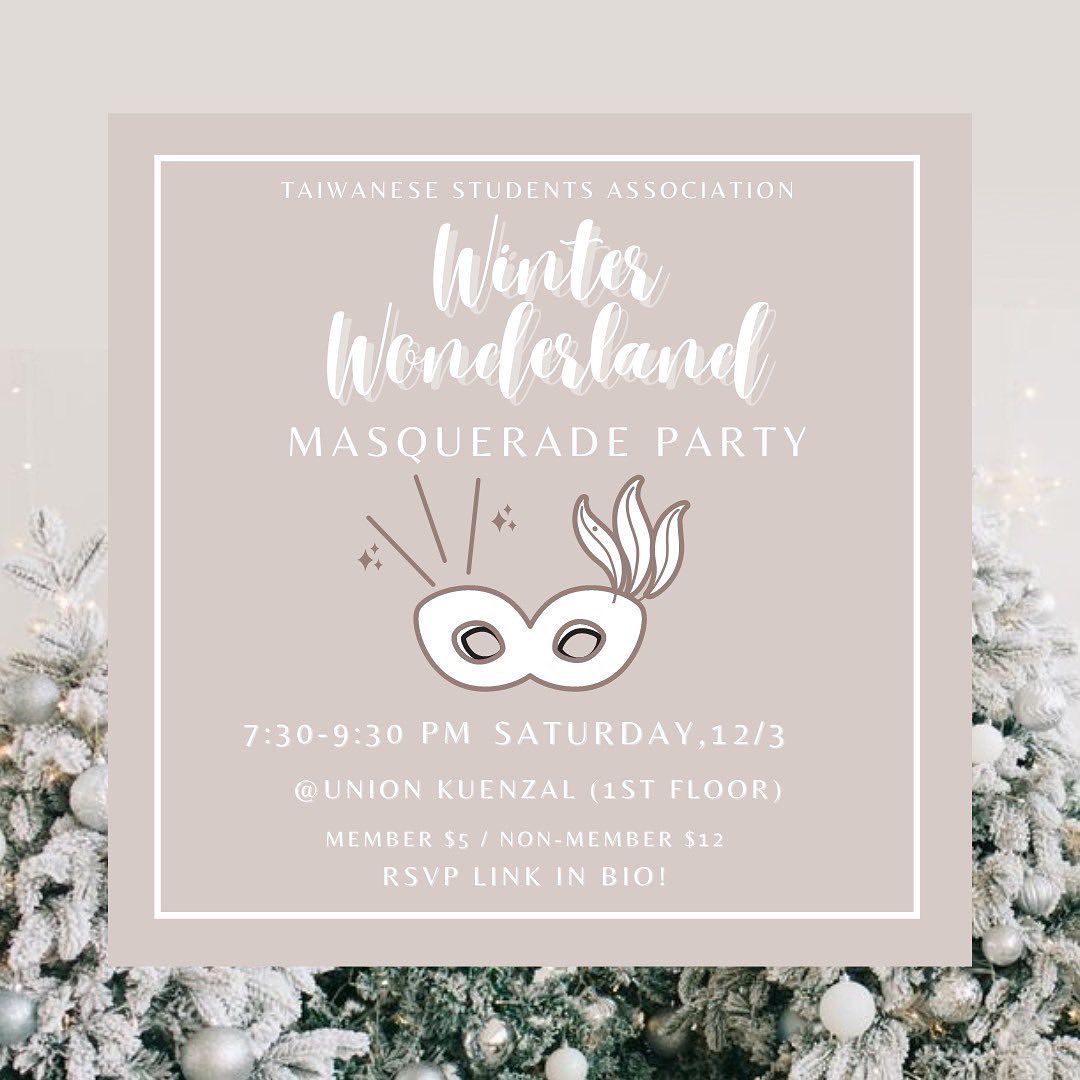 TAIWANESE STUDENTS ASSOCIATION
Winter
Wonderland
MASQUERADE PARTY
7:30-9:30 PM SATURDAY,12/3
@UNION KUENZAL (1ST FLOOR)
MEMBER $5 / NON-MEMBER $12
RSVP LINK IN BIO!